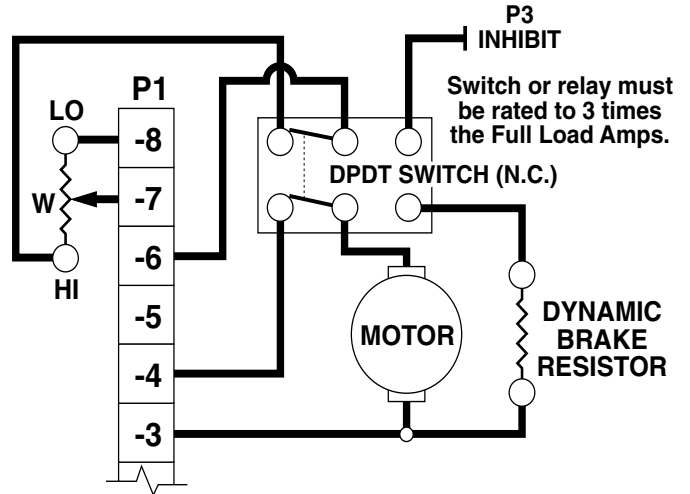 P3
INHIBIT
P1
Switch or relay must
be rated to 3 times
the Full Load Amps.
LO
-8
DPDT SWITCH (N.C.)
W
-7
-6
HI
-5
MOTOR
DYNAMIC
BRAKE
RESISTOR
-4
-3